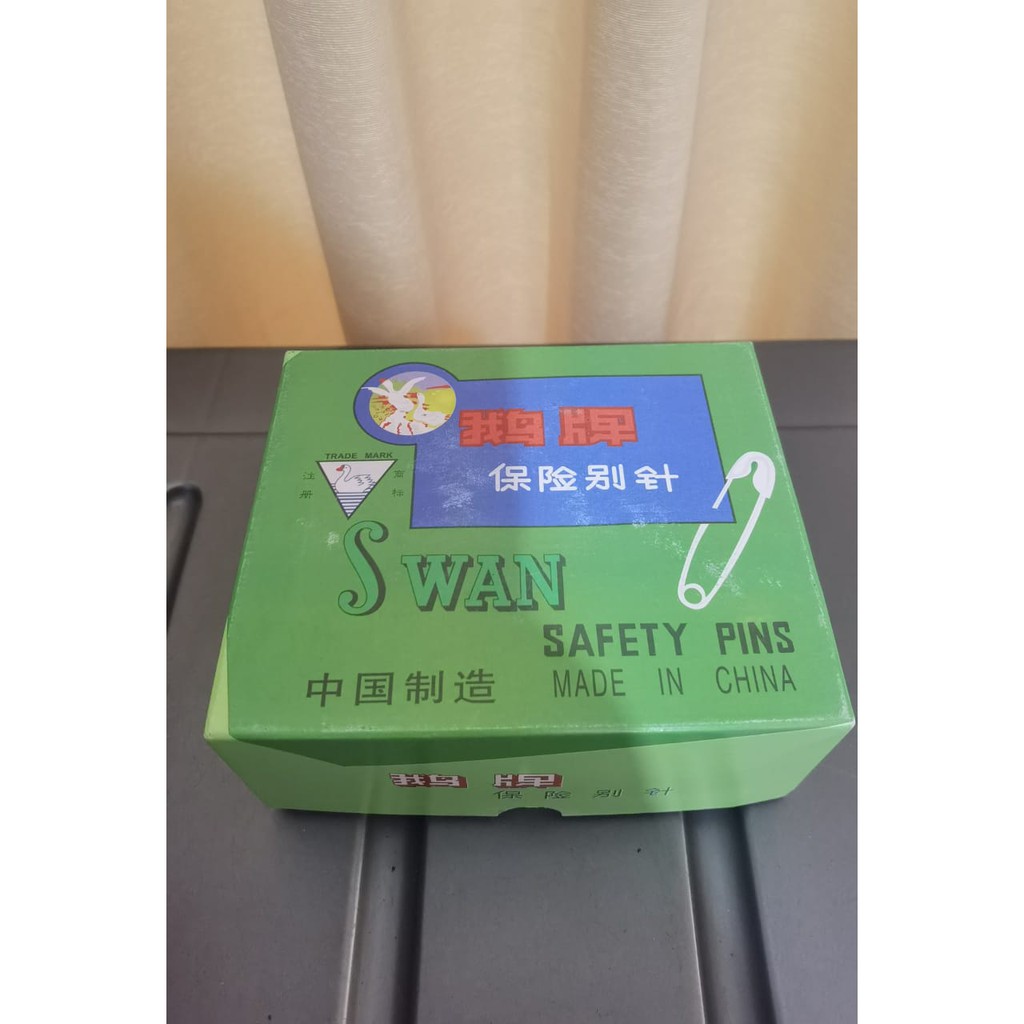 鹅牌
TRADE MARK
注册
商标
保险别针
SWAN
SAFETY PINS
中国制造
MADE IN CHINA
鹅牌
保险别针